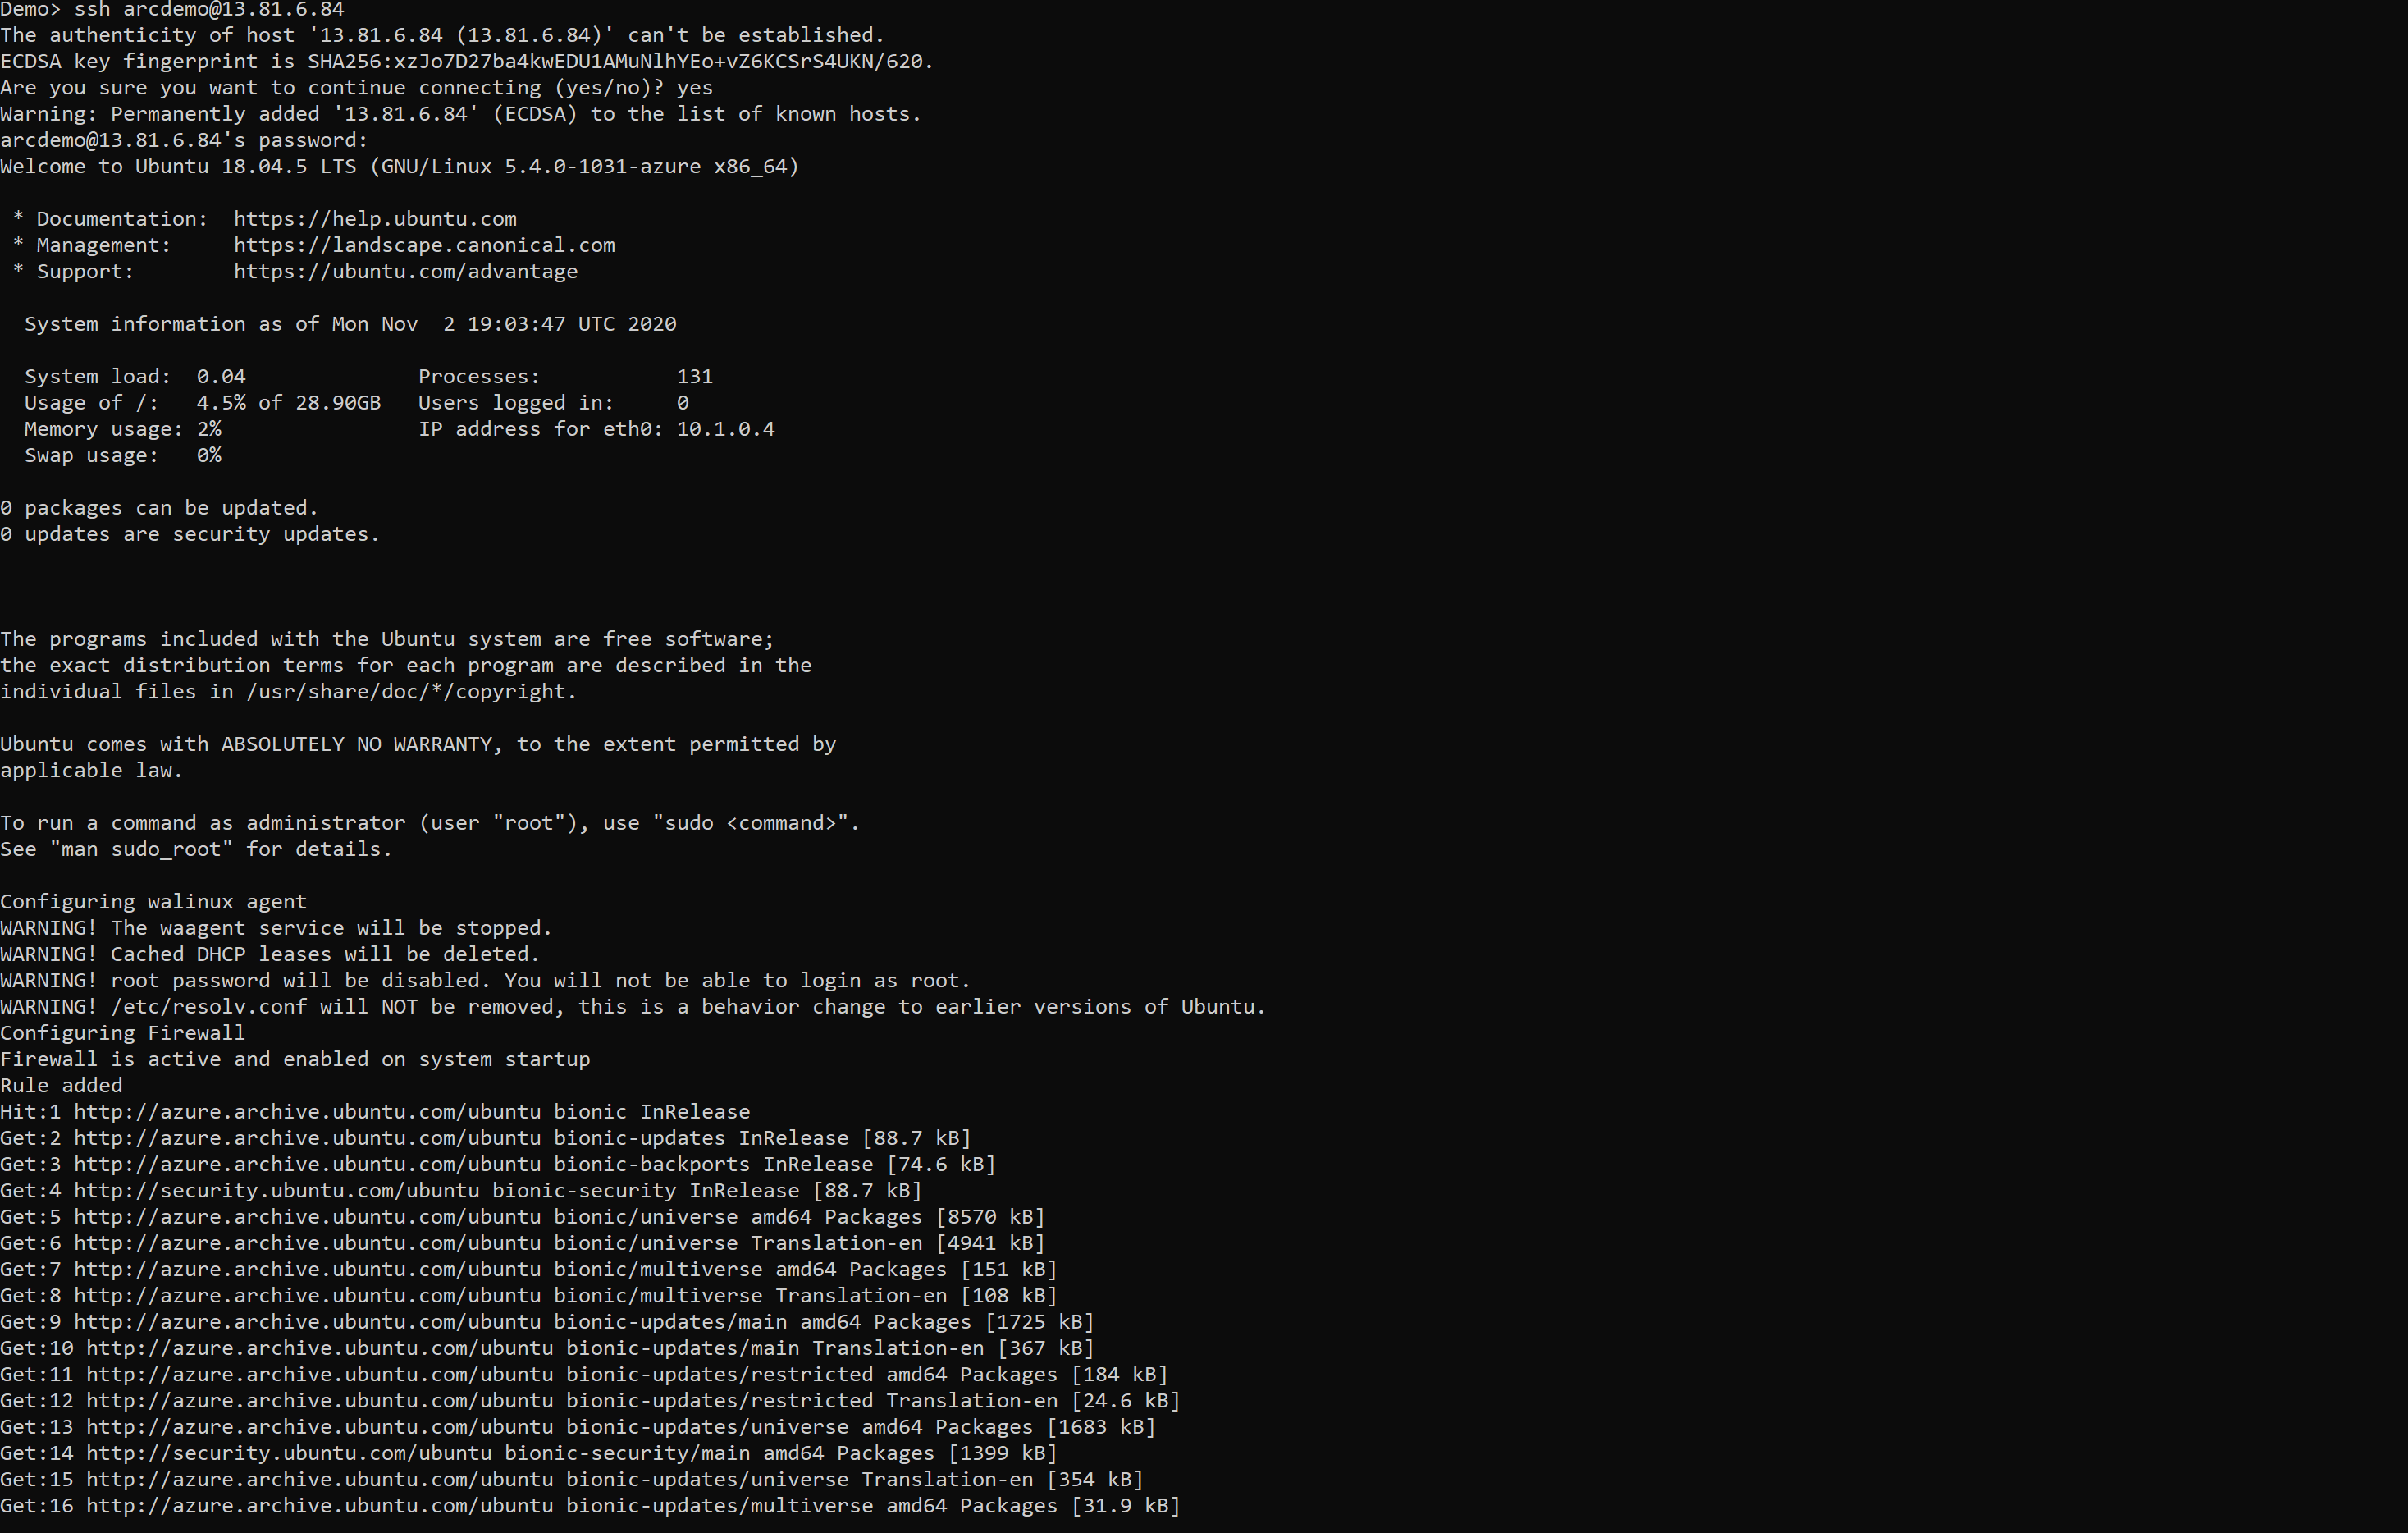 Demo> ssh arcdemo@13.81.6.84
The authenticity of host '13.81.6.84 (13.81.6.84)' can't be established.
ECDSA key fingerprint is SHA256:xzJo7D27ba4kwEDU1AMuNlhYEo+vZ6KCSrS4UKN/620.
Are you sure you want to continue connecting (yes/no)? yes
Warning: Permanently added '13.81.6.84' (ECDSA) to the list of known hosts.
arcdemo@13.81.6.84's password:
Welcome to Ubuntu 18.04.5 LTS (GNU/Linux 5.4.0-1031-azure x86_64)

 * Documentation:  https://help.ubuntu.com
 * Management:     https://landscape.canonical.com
 * Support:        https://ubuntu.com/advantage

  System information as of Mon Nov  2 19:03:47 UTC 2020

  System load:  0.04              Processes:           131
  Usage of /:   4.5% of 28.90GB   Users logged in:     0
  Memory usage: 2%                IP address for eth0: 10.1.0.4
  Swap usage:   0%

0 packages can be updated.
0 updates are security updates.

The programs included with the Ubuntu system are free software;
the exact distribution terms for each program are described in the
individual files in /usr/share/doc/*/copyright.

Ubuntu comes with ABSOLUTELY NO WARRANTY, to the extent permitted by
applicable law.

To run a command as administrator (user "root"), use "sudo <command>".
See "man sudo_root" for details.

Configuring walinux agent
WARNING! The waagent service will be stopped.
WARNING! Cached DHCP leases will be deleted.
WARNING! root password will be disabled. You will not be able to login as root.
WARNING! /etc/resolv.conf will NOT be removed, this is a behavior change to earlier versions of Ubuntu.
Configuring Firewall
Firewall is active and enabled on system startup
Rule added
Hit:1 http://azure.archive.ubuntu.com/ubuntu bionic InRelease
Get:2 http://azure.archive.ubuntu.com/ubuntu bionic-updates InRelease [88.7 kB]
Get:3 http://azure.archive.ubuntu.com/ubuntu bionic-backports InRelease [74.6 kB]
Get:4 http://security.ubuntu.com/ubuntu bionic-security InRelease [88.7 kB]
Get:5 http://azure.archive.ubuntu.com/ubuntu bionic/universe amd64 Packages [8570 kB]
Get:6 http://azure.archive.ubuntu.com/ubuntu bionic/universe Translation-en [4941 kB]
Get:7 http://azure.archive.ubuntu.com/ubuntu bionic/multiverse amd64 Packages [151 kB]
Get:8 http://azure.archive.ubuntu.com/ubuntu bionic/multiverse Translation-en [108 kB]
Get:9 http://azure.archive.ubuntu.com/ubuntu bionic-updates/main amd64 Packages [1725 kB]
Get:10 http://azure.archive.ubuntu.com/ubuntu bionic-updates/main Translation-en [367 kB]
Get:11 http://azure.archive.ubuntu.com/ubuntu bionic-updates/restricted amd64 Packages [184 kB]
Get:12 http://azure.archive.ubuntu.com/ubuntu bionic-updates/restricted Translation-en [24.6 kB]
Get:13 http://azure.archive.ubuntu.com/ubuntu bionic-updates/universe amd64 Packages [1683 kB]
Get:14 http://security.ubuntu.com/ubuntu bionic-security/main amd64 Packages [1399 kB]
Get:15 http://azure.archive.ubuntu.com/ubuntu bionic-updates/universe Translation-en [354 kB]
Get:16 http://azure.archive.ubuntu.com/ubuntu bionic-updates/multiverse amd64 Packages [31.9 kB]